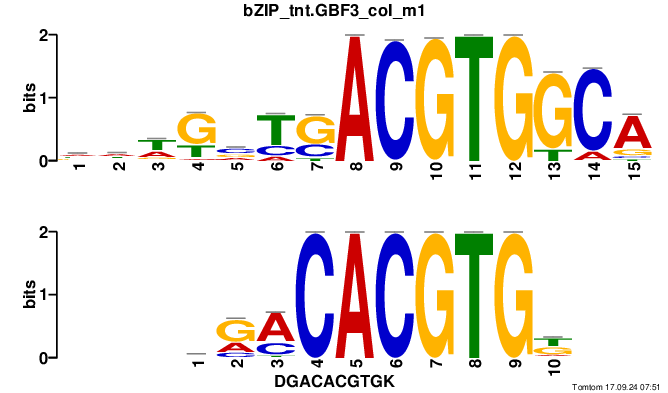 bZIP_tnt.GBF3_col_m1
2
bits
1
0
1 2 3 4 5 6 7 8 9 10 11 12 13 14 15
TGTGACGTGGCA
2
bits
1
0
1 2 3 4 5 6 7 8 9 10
GACACGTGT
DGACACGTGK
Tomtom 17.09.24 07:51